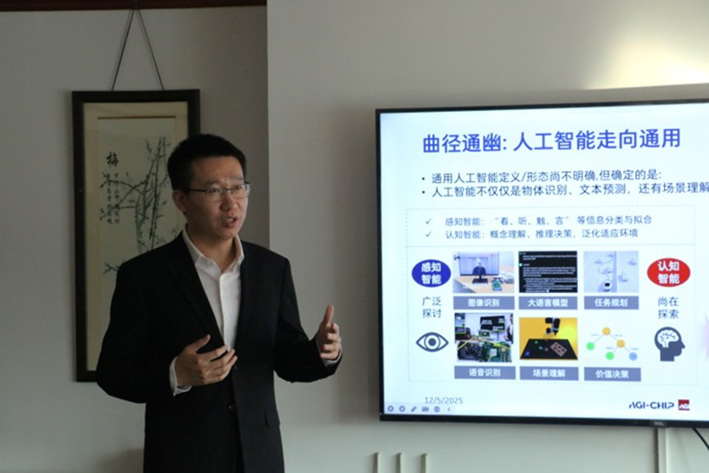 梅
曲径通幽: 人工智能走向通用
• 通用人工智能定义/形态尚不明确,但确定的是:
• 人工智能不仅仅是物体识别、文本预测，还有场景理解
✓ 感知智能： “看、听、触、言” 等信息分类与拟合
✓ 认知智能：概念理解、推理决策、泛化适应环境
感知
智能
认知
智能
广泛
探讨
尚在
探索
图像识别
大语言模型
任务规划
语音识别
场景理解
价值决策
12/5/2025
AGI-CHIP
AGI